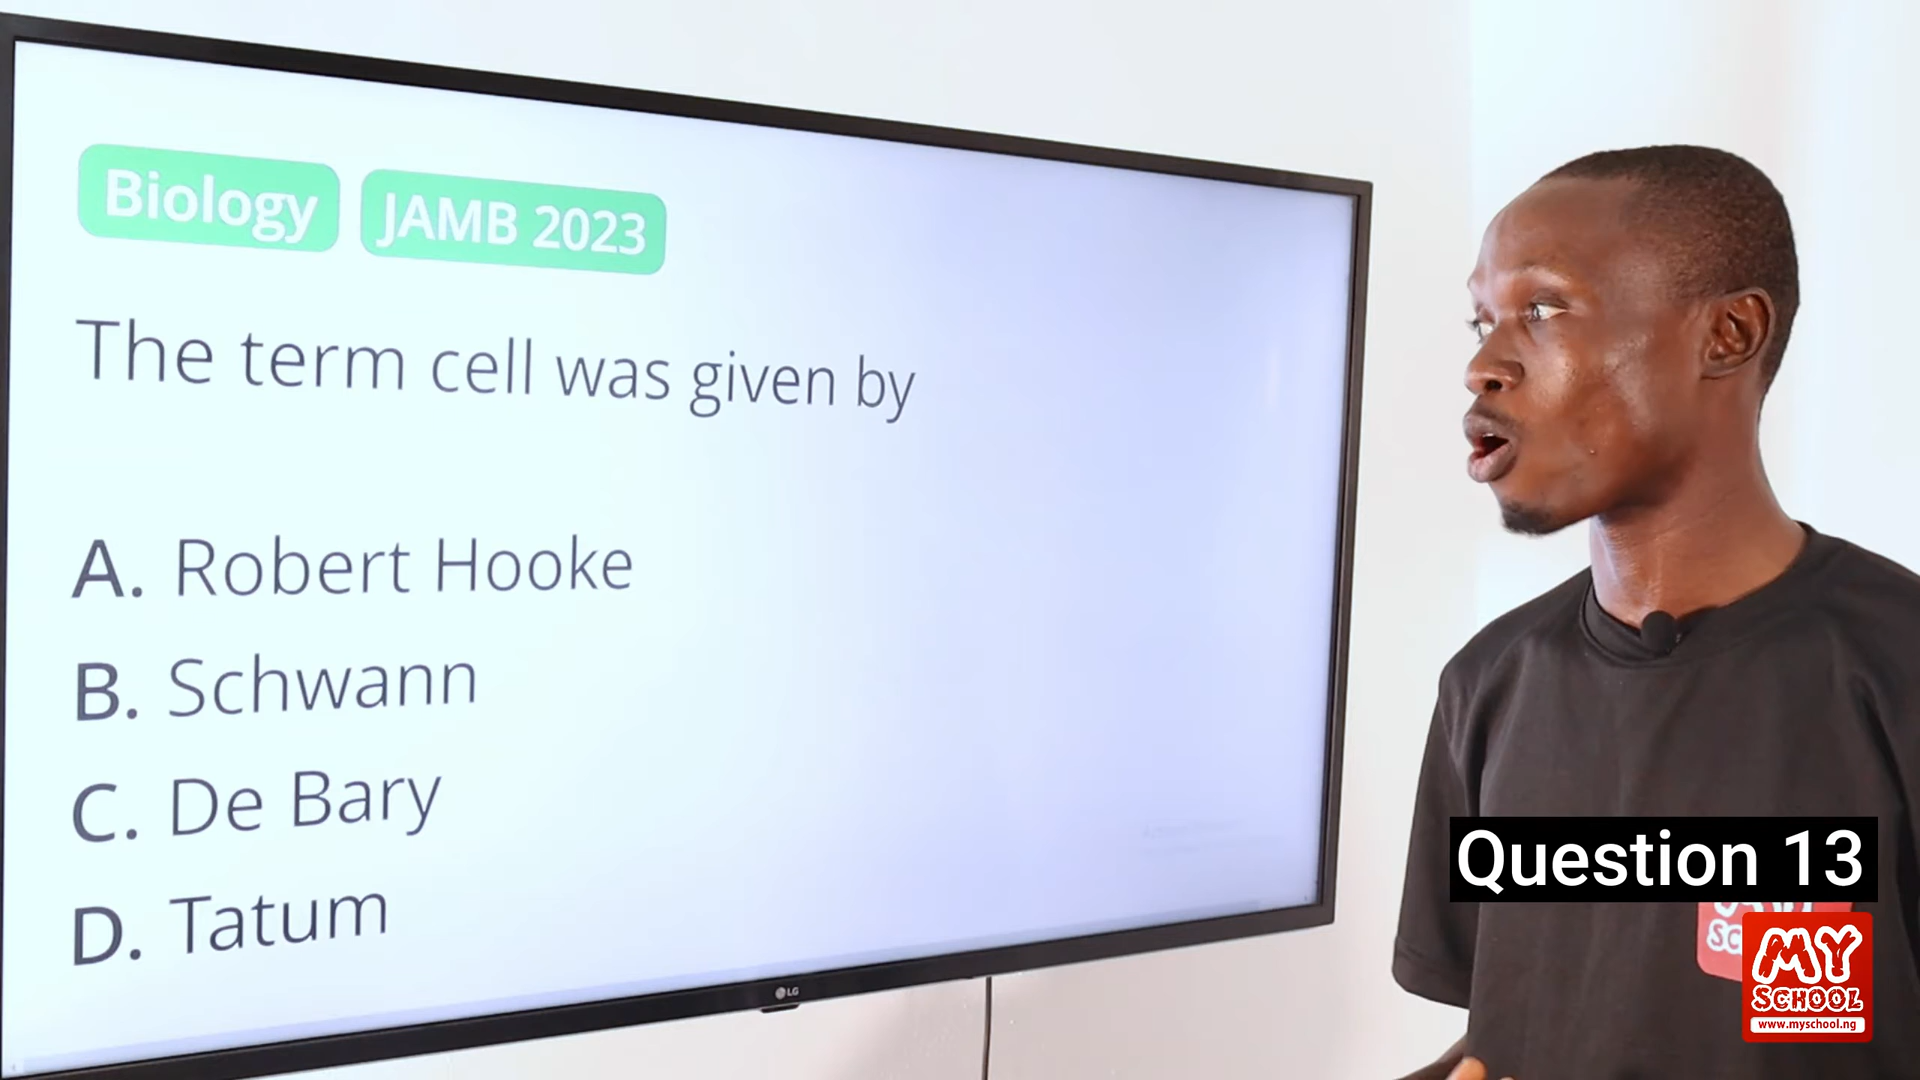 Biology JAMB 2023
The term cell was given by
A. Robert Hooke
B. Schwann
C. De Bary
D. Tatum
LG
Question 13
SC
MY
SCHOOL
www.myschool.ng